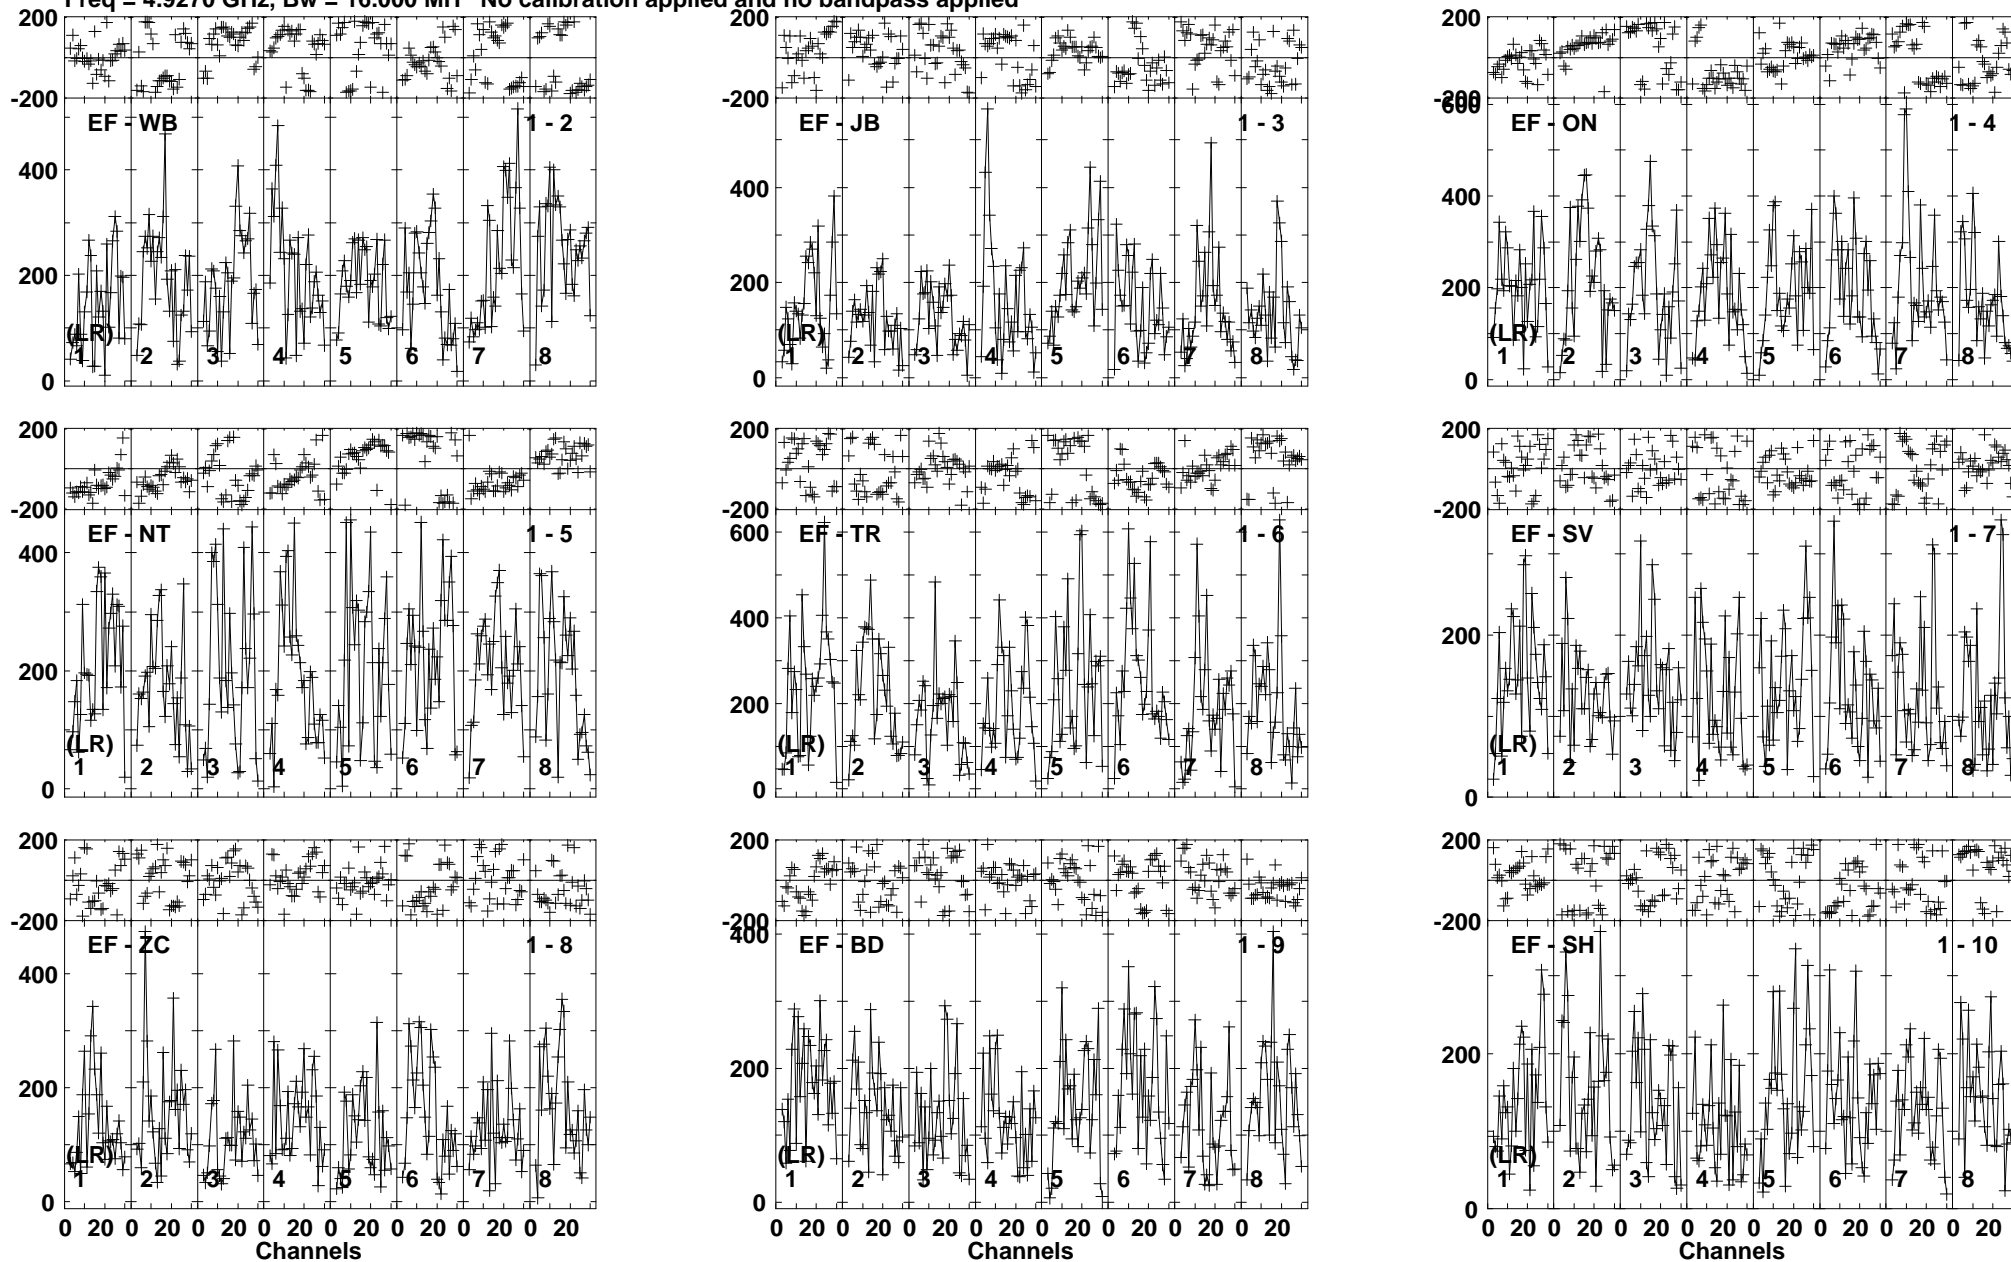 Freq = 4.9270 GHz, Bw = 16.000 MH No calibration applied and no bandpass applied
200 200 200
-200 -200 -200
600
EF - WB 1 - 2 EF - JB 1 - 3 EF - ON 1 - 4
400 400 400
200 200 200
(LR) (LR) (LR)
1 2 3 4 5 6 7 8 1 2 3 4 5 6 7 8 1 2 3 4 5 6 7 8
0 0 0
200 200 200
-200 -200 -200
EF - NT 1 - 5 EF - TR 1 - 6 EF - SV 1 - 7
400 600
400
200 200 200
(LR) (LR) (LR)
1 2 3 4 5 6 7 8 1 2 3 4 5 6 7 8 1 2 3 4 5 6 7 8
0 0 0
200 200 200
-200 -200 -200
400
EF - ZC 1 - 8 EF - BD 1 - 9 EF - SH 1 - 10
400
200 200 200
(LR) (LR) (LR)
1 2 3 4 5 6 7 8 1 2 3 4 5 6 7 8 1 2 3 4 5 6 7 8
0 0 0
0 20 0 20 0 20 0 20 0 20 0 20 0 20 0 20 0 20 0 20 0 20 0 20 0 20 0 20 0 20 0 20 0 20 0 20 0 20 0 20 0 20 0 20 0 20 0 20
Channels Channels Channels